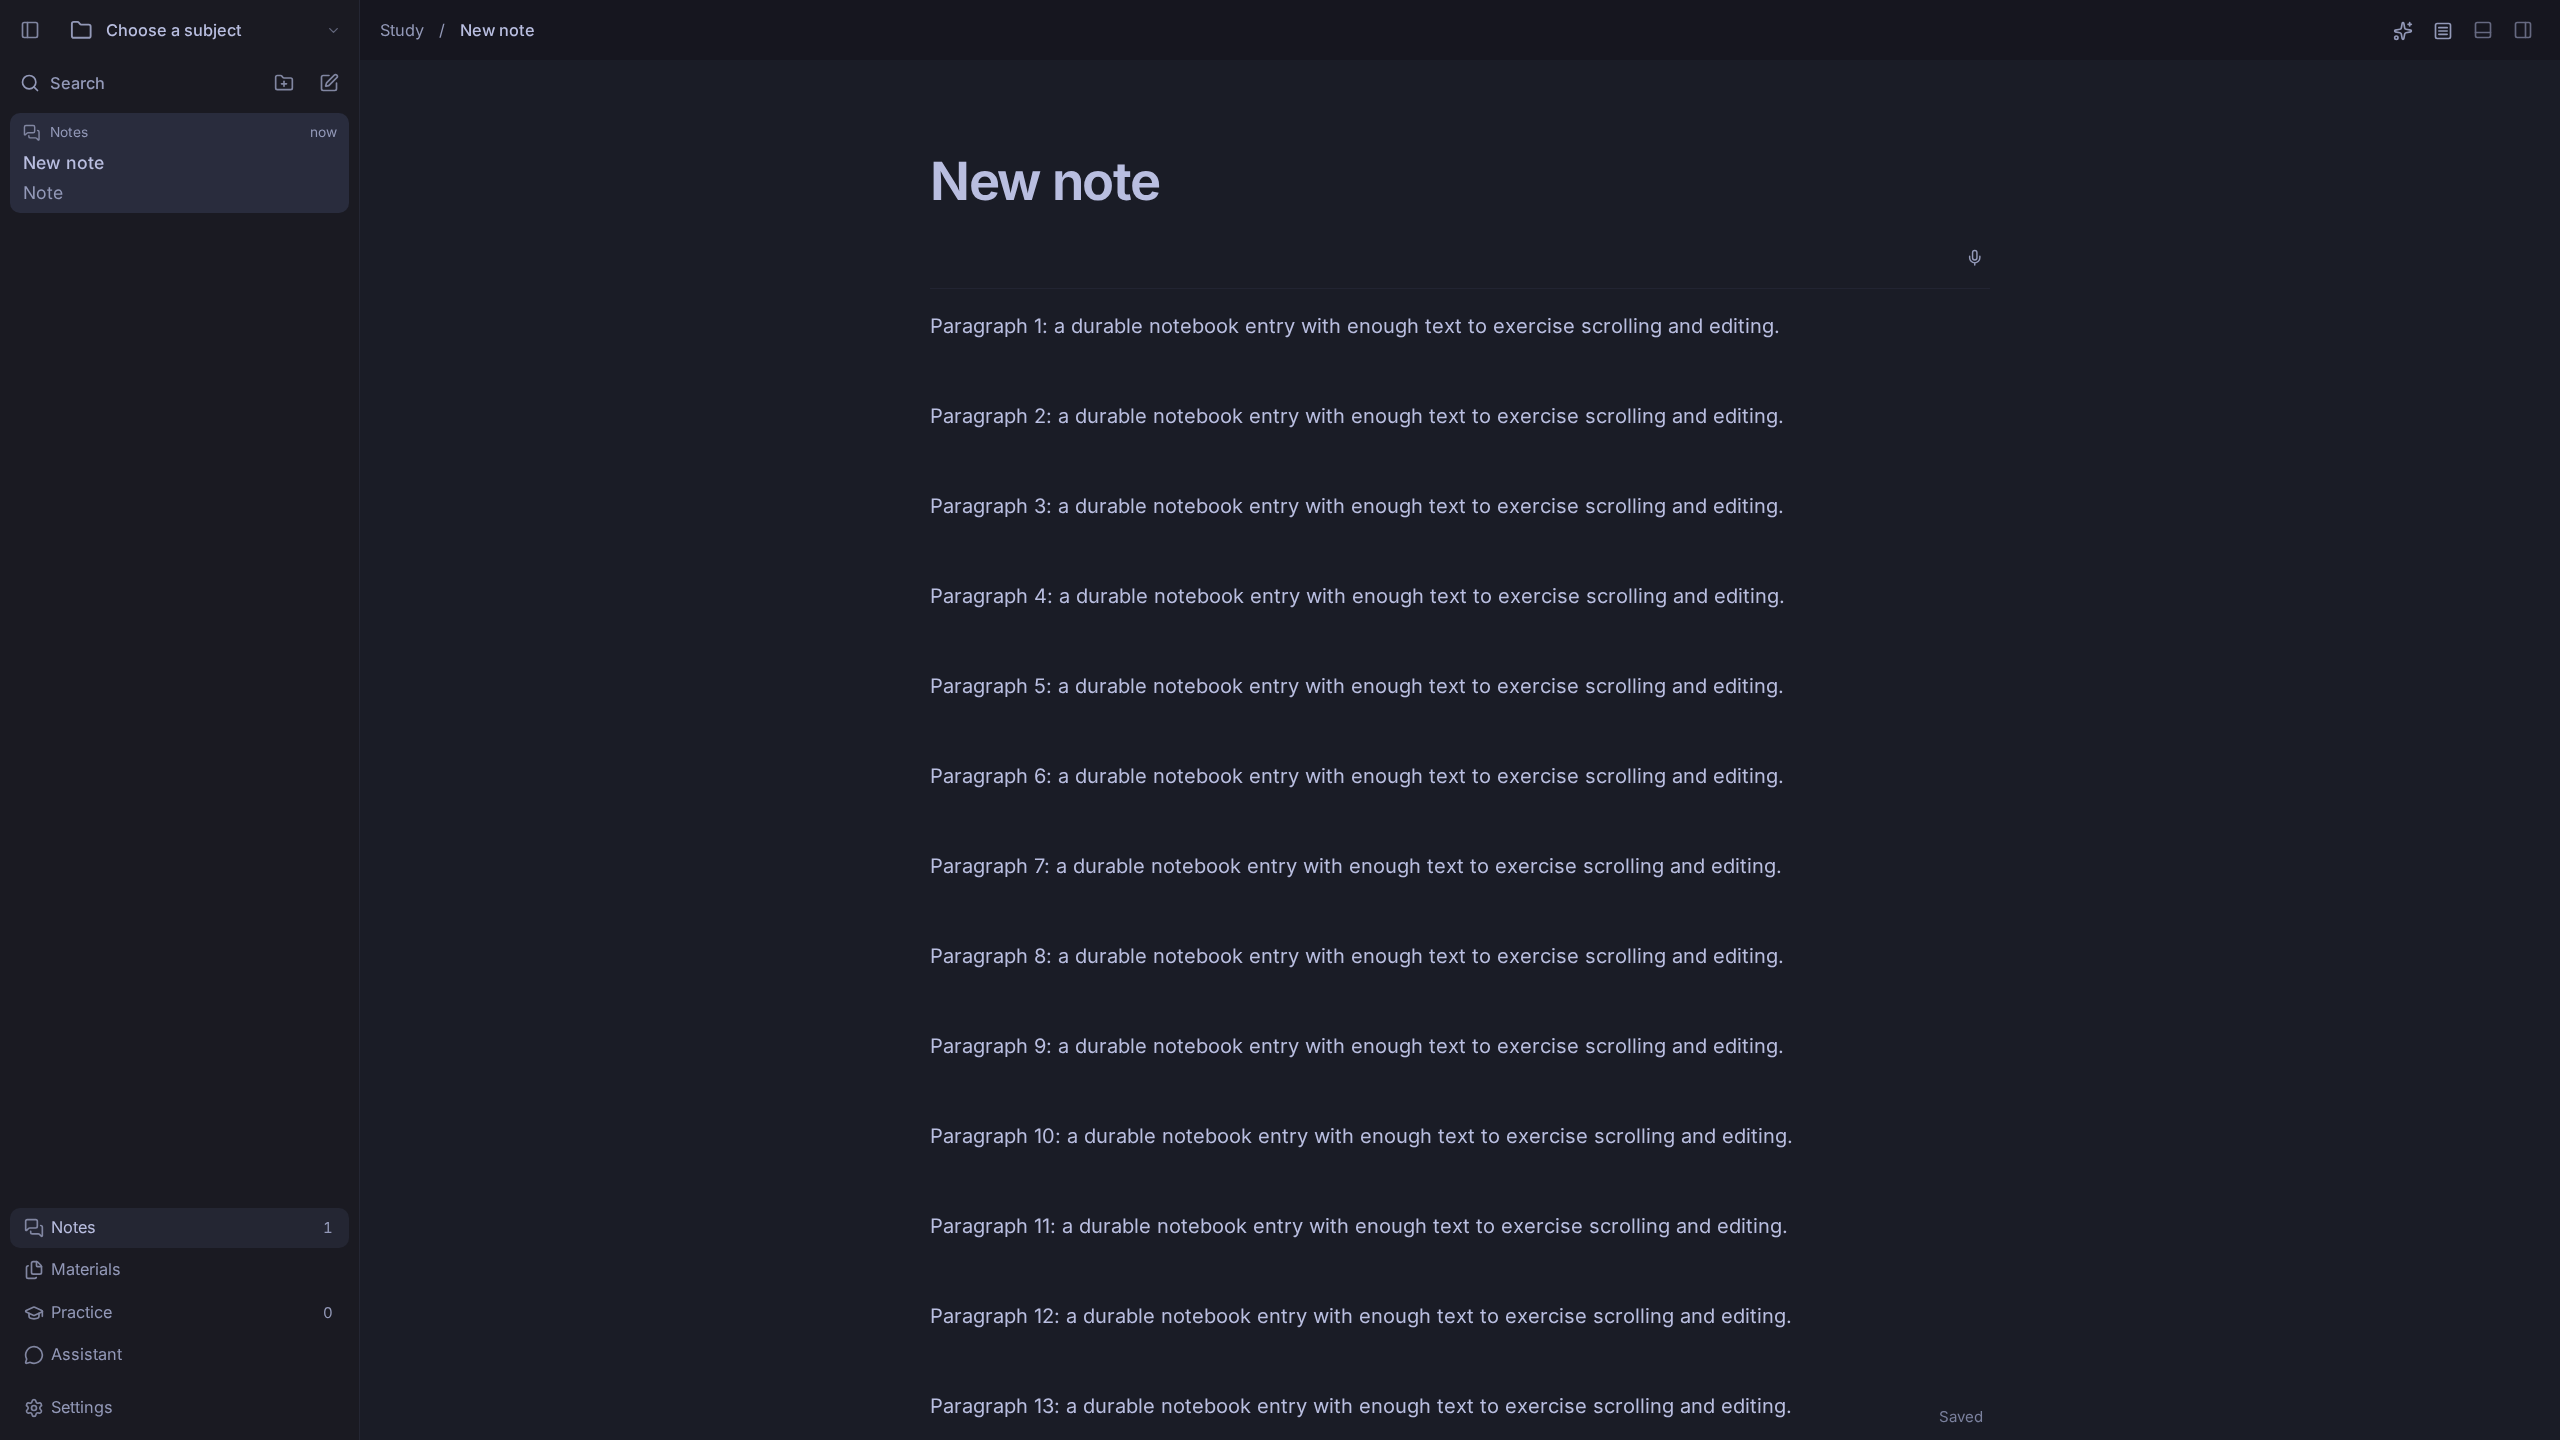 Choose a subject
Study / New note
Search
Notes now
New note
Note
New note
Paragraph 1: a durable notebook entry with enough text to exercise scrolling and editing.
Paragraph 2: a durable notebook entry with enough text to exercise scrolling and editing.
Paragraph 3: a durable notebook entry with enough text to exercise scrolling and editing.
Paragraph 4: a durable notebook entry with enough text to exercise scrolling and editing.
Paragraph 5: a durable notebook entry with enough text to exercise scrolling and editing.
Paragraph 6: a durable notebook entry with enough text to exercise scrolling and editing.
Paragraph 7: a durable notebook entry with enough text to exercise scrolling and editing.
Paragraph 8: a durable notebook entry with enough text to exercise scrolling and editing.
Paragraph 9: a durable notebook entry with enough text to exercise scrolling and editing.
Paragraph 10: a durable notebook entry with enough text to exercise scrolling and editing.
Paragraph 11: a durable notebook entry with enough text to exercise scrolling and editing.
Paragraph 12: a durable notebook entry with enough text to exercise scrolling and editing.
Paragraph 13: a durable notebook entry with enough text to exercise scrolling and editing.
Saved
Notes 1
Materials
Practice 0
Assistant
Settings